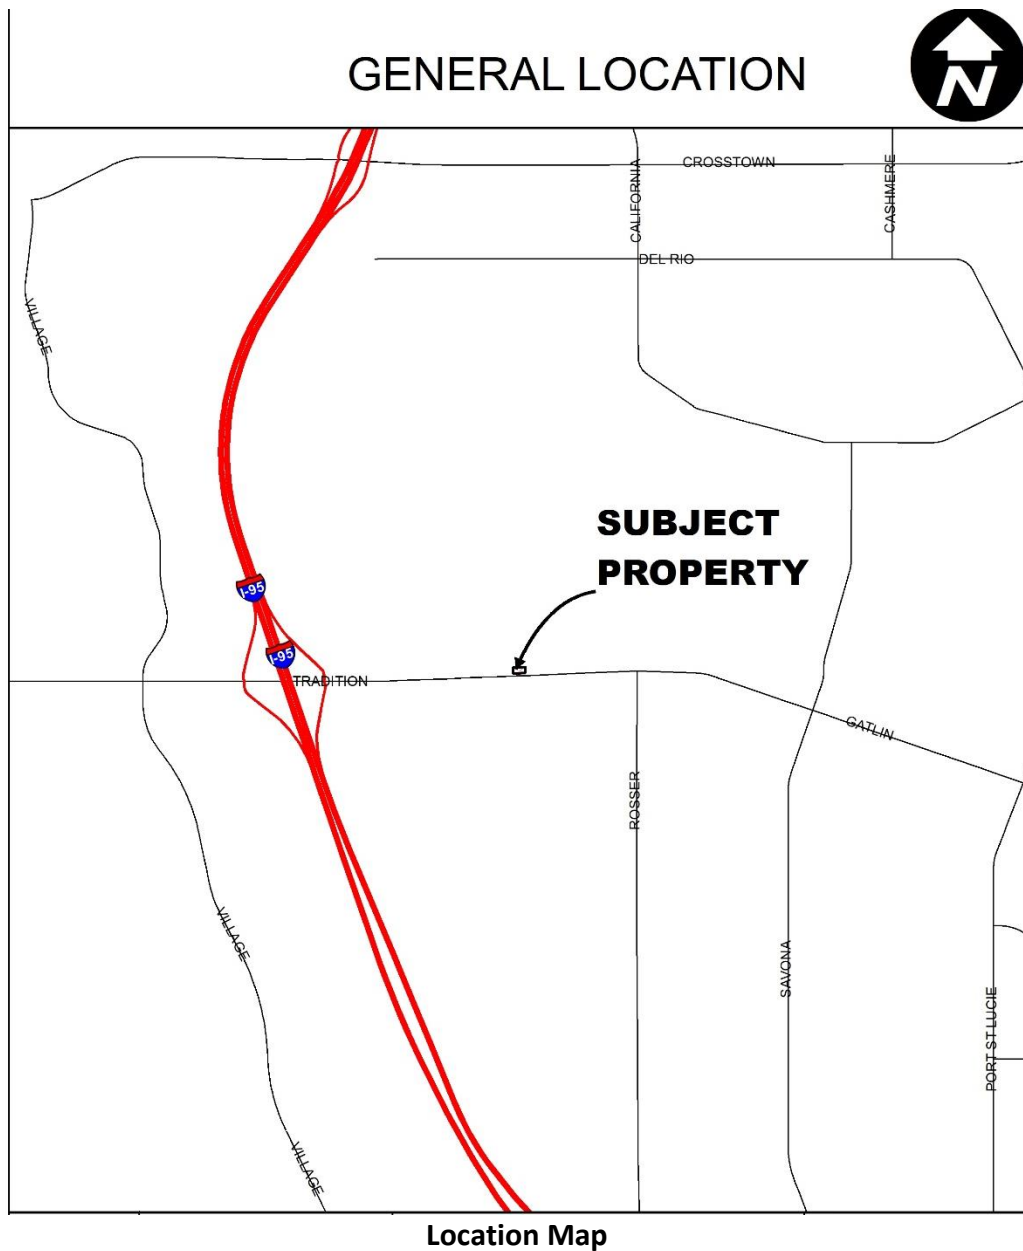 GENERAL LOCATION
N
CROSSTOWN
CALIFORNIA
CASHMERE
DEL RIO
VILLAGE
SUBJECT
PROPERTY
I-95
I-95
TRADITION
GATLIN
ROSSER
VILLAGE
SAVONA
PORT ST LUCIE
VILLAGE
Location Map